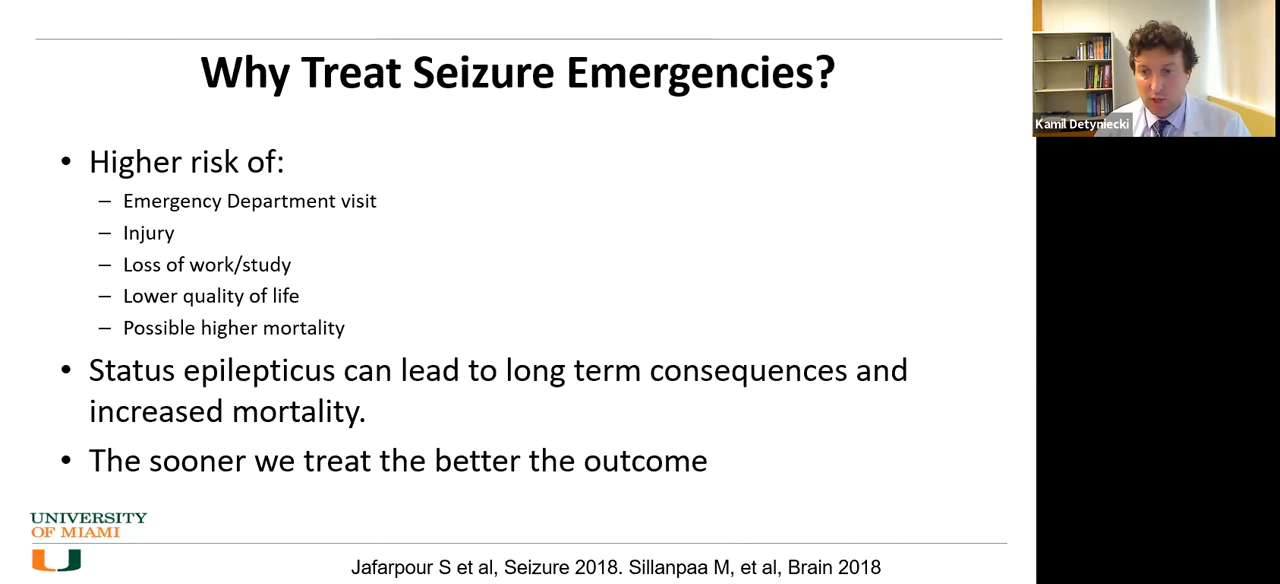 Why Treat Seizure Emergencies?
• Higher risk of:
– Emergency Department visit
– Injury
– Loss of work/study
– Lower quality of life
– Possible higher mortality
• Status epilepticus can lead to long term consequences and
increased mortality.
• The sooner we treat the better the outcome
UNIVERSITY
OF MIAMI
Jafarpour S et al, Seizure 2018. Sillanpaa M, et al, Brain 2018
Kamil Detyniecki